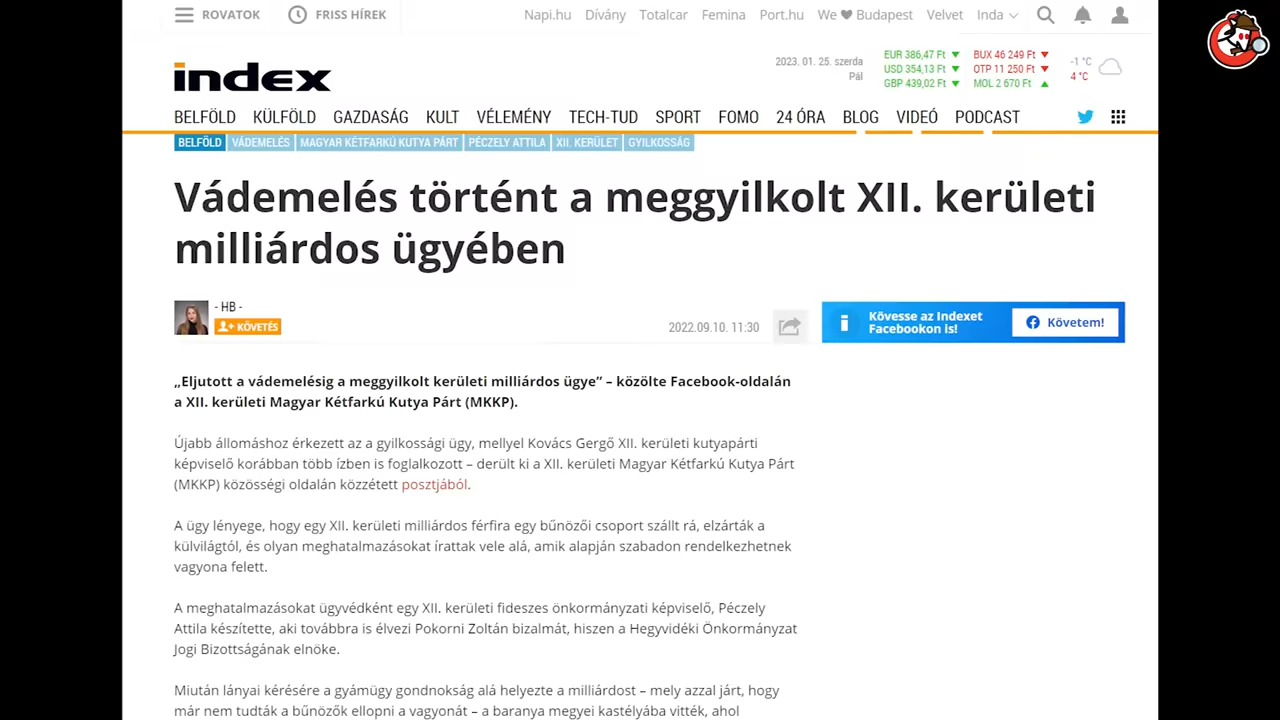 ROVATOK
FRISS HÍREK
Napi.hu Dívány Totalcar Femina Port.hu We Budapest Velvet Inda
index
2023. 01. 25. szerda
Pál
EUR 386,47 Ft
BUX 46 249 Ft
USD 354,13 Ft
OTP 11 250 Ft
GBP 439,02 Ft
MOL 2 670 Ft
-1 °C
4 °C
BELFÖLD KÜLFÖLD GAZDASÁG KULT VÉLEMÉNY TECH-TUD SPORT FOMO 24 ÓRA BLOG VIDEÓ PODCAST
BELFÖLD VÁDEMELÉS MAGYAR KÉTFARKÚ KUTYA PÁRT PÉCZELY ATTILA XII. KERÜLET GYILKOSSÁG
Vádemelés történt a meggyilkolt XII. kerületi
milliárdos ügyében
- HB -
KÖVETÉS
2022.09.10. 11:30
Kövesse az Indexet
Facebookon is!
Követem!
„Eljutott a vádemelésig a meggyilkolt kerületi milliárdos ügye” – közölte Facebook-oldalán
a XII. kerületi Magyar Kétfarkú Kutya Párt (MKKP).
Újabb állomáshoz érkezett az a gyilkossági ügy, mellyel Kovács Gergő XII. kerületi kutyapárti
képviselő korábban több ízben is foglalkozott – derült ki a XII. kerületi Magyar Kétfarkú Kutya Párt
(MKKP) közösségi oldalán közzétett posztjából.
A ügy lényege, hogy egy XII. kerületi milliárdos férfira egy bűnözői csoport szállt rá, elzárták a
külvilágtól, és olyan meghatalmazásokat írattak vele alá, amik alapján szabadon rendelkezhetnek
vagyona felett.
A meghatalmazásokat ügyvédként egy XII. kerületi fideszes önkormányzati képviselő, Péczely
Attila készítette, aki továbbra is élvezi Pokorni Zoltán bizalmát, hiszen a Hegyvidéki Önkormányzat
Jogi Bizottságának elnöke.
Miután lányai kérésére a gyámügy gondnokság alá helyezte a milliárdost – mely azzal járt, hogy
már nem tudták a bűnözők ellopni a vagyonát – a baranya megyei kastélyába vitték, ahol